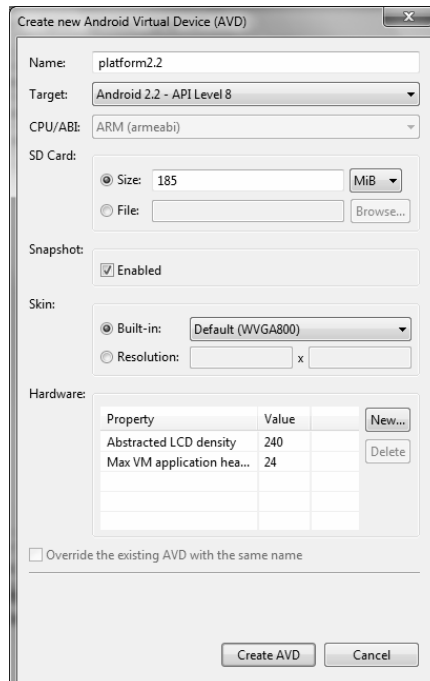 Create new Android Virtual Device (AVD)
x
Name: platform2.2
Target: Android 2.2 - API Level 8
CPU/ABI: ARM (armeabi)
SD Card:
Size: 185 MiB
File: Browse...
Snapshot:
Enabled
Skin:
Built-in: Default (WVGA800)
Resolution: x
Hardware:
Property Value New...
Abstracted LCD density 240 Delete
Max VM application hea... 24
Override the existing AVD with the same name
Create AVD Cancel